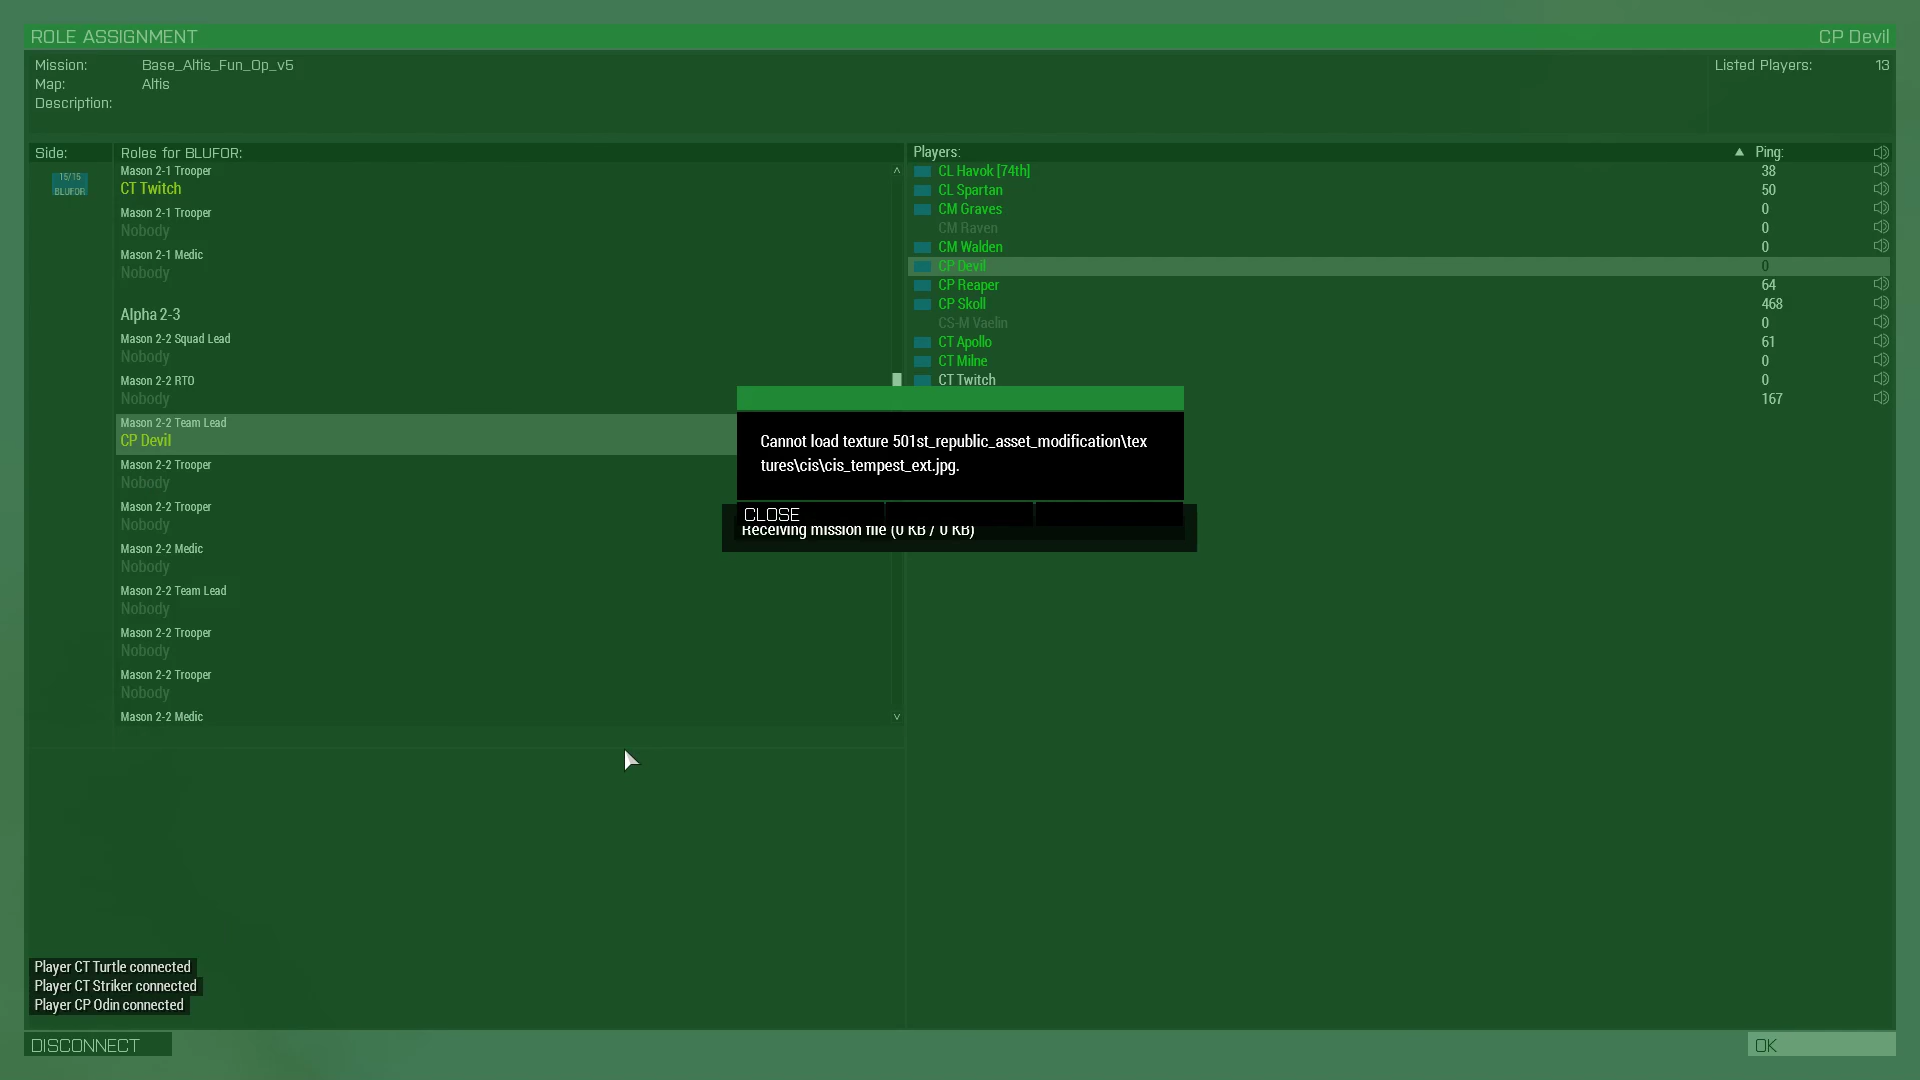 ROLE ASSIGNMENT
CP Devil
Mission: Base_Altis_Fun_Op_v5
Map: Altis
Description:
Listed Players: 13
Side:
15/15
BLUFOR
Roles for BLUFOR:
Mason 2-1 Trooper
CT Twitch
Mason 2-1 Trooper
Nobody
Mason 2-1 Medic
Nobody
Alpha 2-3
Mason 2-2 Squad Lead
Nobody
Mason 2-2 RTO
Nobody
Mason 2-2 Team Lead
CP Devil
Mason 2-2 Trooper
Nobody
Mason 2-2 Trooper
Nobody
Mason 2-2 Medic
Nobody
Mason 2-2 Team Lead
Nobody
Mason 2-2 Trooper
Nobody
Mason 2-2 Trooper
Nobody
Mason 2-2 Medic
Players: Ping:
CL Havok [74th] 38
CL Spartan 50
CM Graves 0
CM Raven 0
CM Walden 0
CP Devil 0
CP Reaper 64
CP Skoll 468
CS-M Vaelin 0
CT Apollo 61
CT Milne 0
CT Twitch 0
167
Cannot load texture 501st_republic_asset_modification\tex
tures\cis\cis_tempest_ext.jpg.
CLOSE
Receiving mission file (0 KB / 0 KB)
Player CT Turtle connected
Player CT Striker connected
Player CP Odin connected
DISCONNECT
OK